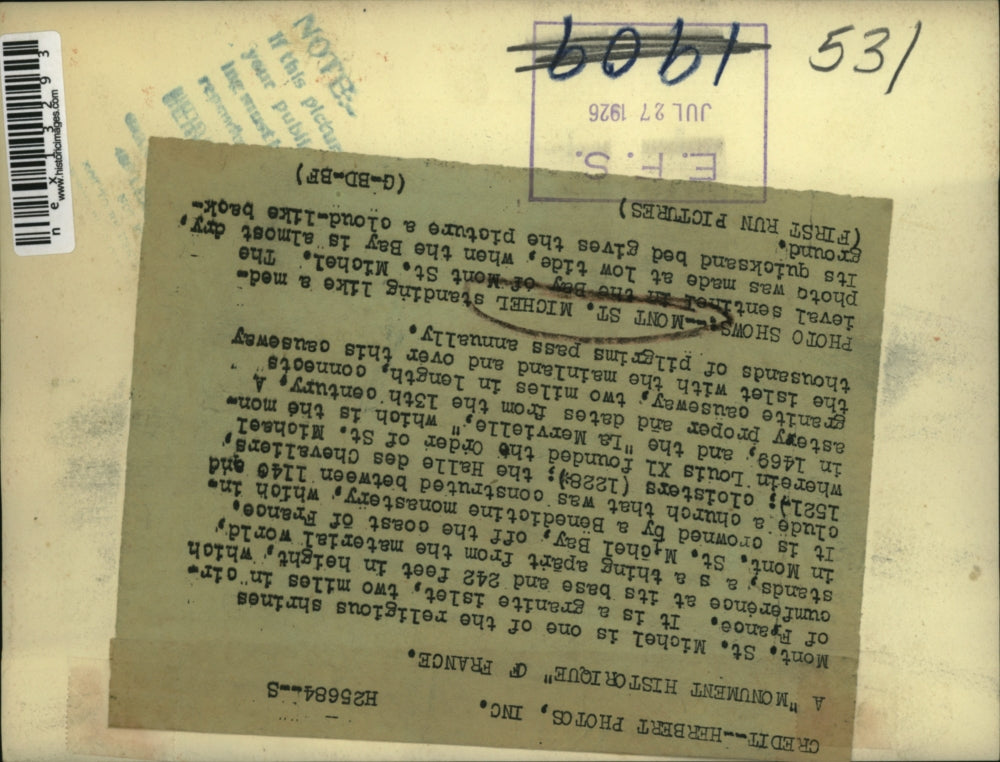 CREDIT--HERBERT PHOTOS, INC. H25684--S
A "MONUMENT HISTORIQUE" OF FRANCE.
Mont. St. Michel is one of the religious shrines
of France. It is a granite islet, two miles in cir-
cumference at its base and 242 feet in height, which
stands, a s a thing apart from the material world,
in Mont. St. Michel Bay, off the coast of France.
It is crowned by a Benedictine monastery, which in-
clude a church that was construted between 1140 and
1521; cloisters (1228); the Halle des Chevaliers,
wherein Louis XI founded the Order of St. Michael
in 1469, and the "La Mervielle," which is the mon-
astery proper and dates from the 13th century. A
granite causeway, two miles in length, connects
the islet with the mainland and over this causeway
thousands of pilgrims pass annually.
PHOTO SHOWS:--MONT ST. MICHEL standing like a med-
ieval sentinel in the Bay of Mont St. Michel. The
photo was made at low tide, when the Bay is almost dry.
Its quicksand bed gives the picture a cloud-like back-
ground.
(FIRST RUN PICTURES) (G-BD-BF)
E.F.S.
JUL 27 1926
1909
531
NOTE:-
If this picture
your publi
ing must
nex13293
www.historicimages.com